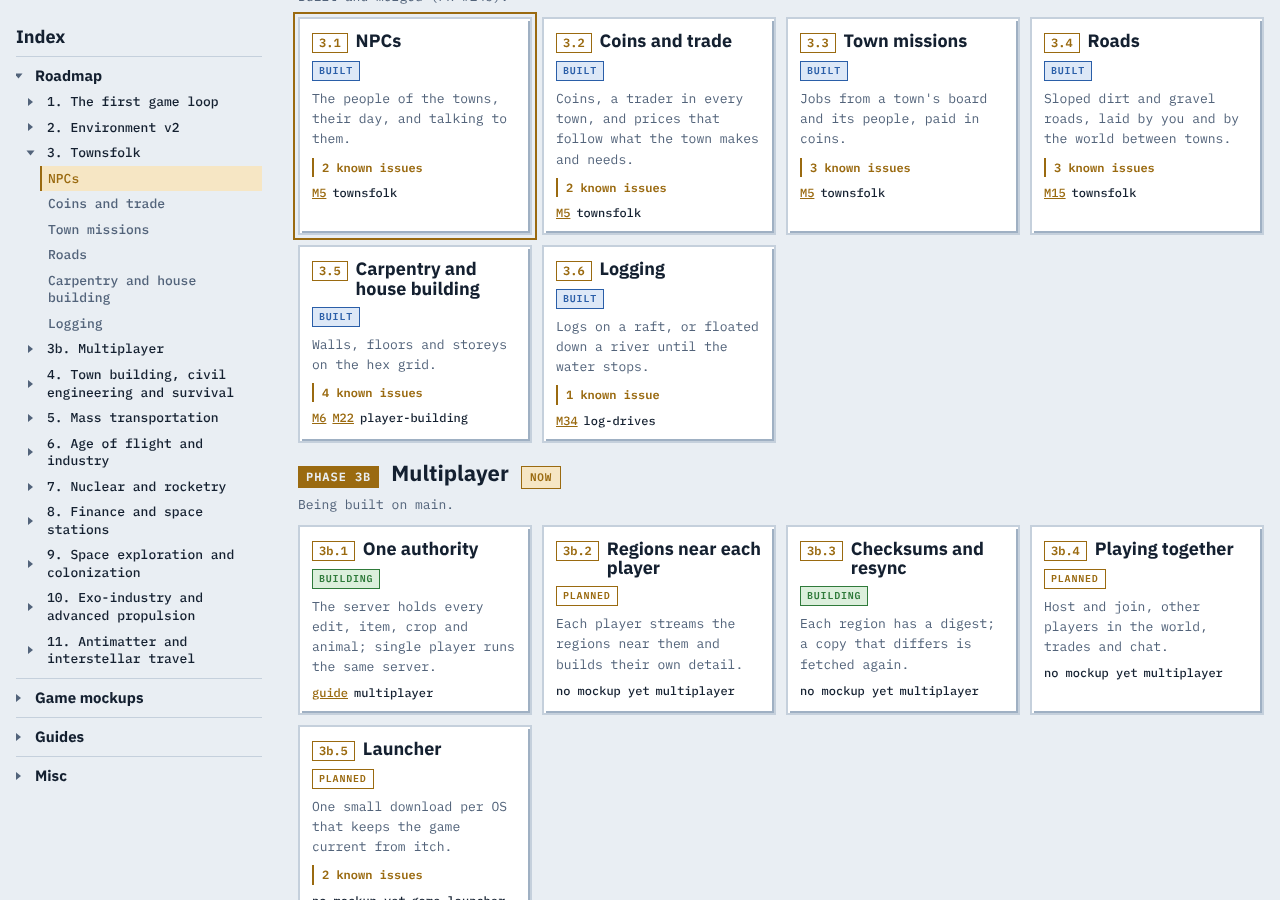 Index
Roadmap
1. The first game loop
2. Environment v2
3. Townsfolk
NPCs
Coins and trade
Town missions
Roads
Carpentry and house
building
Logging
3b. Multiplayer
4. Town building, civil
engineering and survival
5. Mass transportation
6. Age of flight and
industry
7. Nuclear and rocketry
8. Finance and space
stations
9. Space exploration and
colonization
10. Exo-industry and
advanced propulsion
11. Antimatter and
interstellar travel
Game mockups
Guides
Misc
3.1 NPCs
BUILT
The people of the towns,
their day, and talking to
them.
2 known issues
M5 townsfolk
3.2 Coins and trade
BUILT
Coins, a trader in every
town, and prices that
follow what the town makes
and needs.
2 known issues
M5 townsfolk
3.3 Town missions
BUILT
Jobs from a town's board
and its people, paid in
coins.
3 known issues
M5 townsfolk
3.4 Roads
BUILT
Sloped dirt and gravel
roads, laid by you and by
the world between towns.
3 known issues
M15 townsfolk
3.5 Carpentry and
house building
BUILT
Walls, floors and storeys
on the hex grid.
4 known issues
M6 M22 player-building
3.6 Logging
BUILT
Logs on a raft, or floated
down a river until the
water stops.
1 known issue
M34 log-drives
PHASE 3B Multiplayer NOW
Being built on main.
3b.1 One authority
BUILDING
The server holds every
edit, item, crop and
animal; single player runs
the same server.
guide multiplayer
3b.2 Regions near each
player
PLANNED
Each player streams the
regions near them and
builds their own detail.
no mockup yet multiplayer
3b.3 Checksums and
resync
BUILDING
Each region has a digest;
a copy that differs is
fetched again.
no mockup yet multiplayer
3b.4 Playing together
PLANNED
Host and join, other
players in the world,
trades and chat.
no mockup yet multiplayer
3b.5 Launcher
PLANNED
One small download per OS
that keeps the game
current from itch.
2 known issues